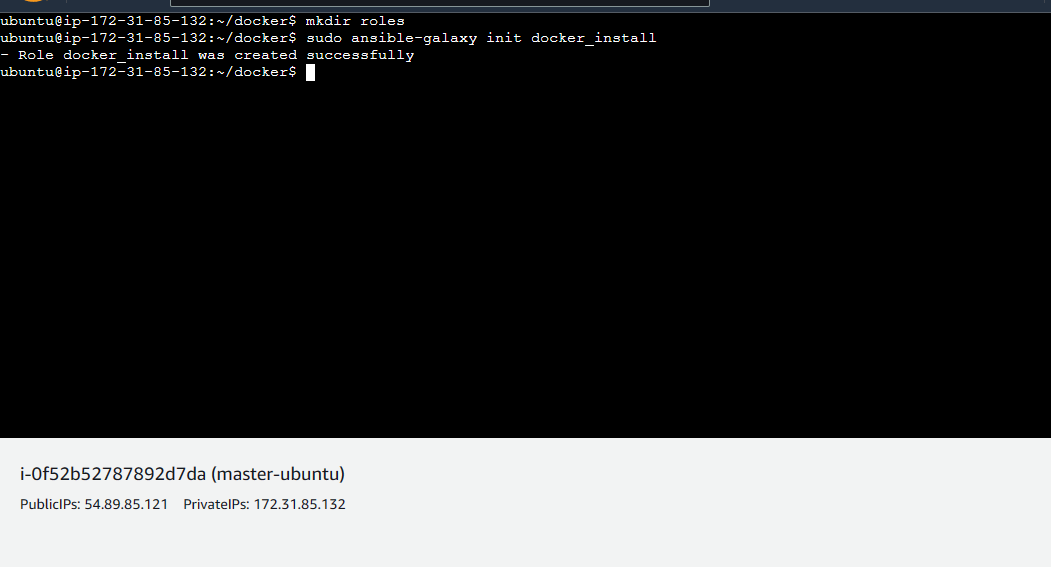 ubuntu@ip-172-31-85-132:~/docker$ mkdir roles
ubuntu@ip-172-31-85-132:~/docker$ sudo ansible-galaxy init docker_install
- Role docker_install was created successfully
ubuntu@ip-172-31-85-132:~/docker$
i-0f52b52787892d7da (master-ubuntu)
PublicIPs: 54.89.85.121 PrivateIPs: 172.31.85.132